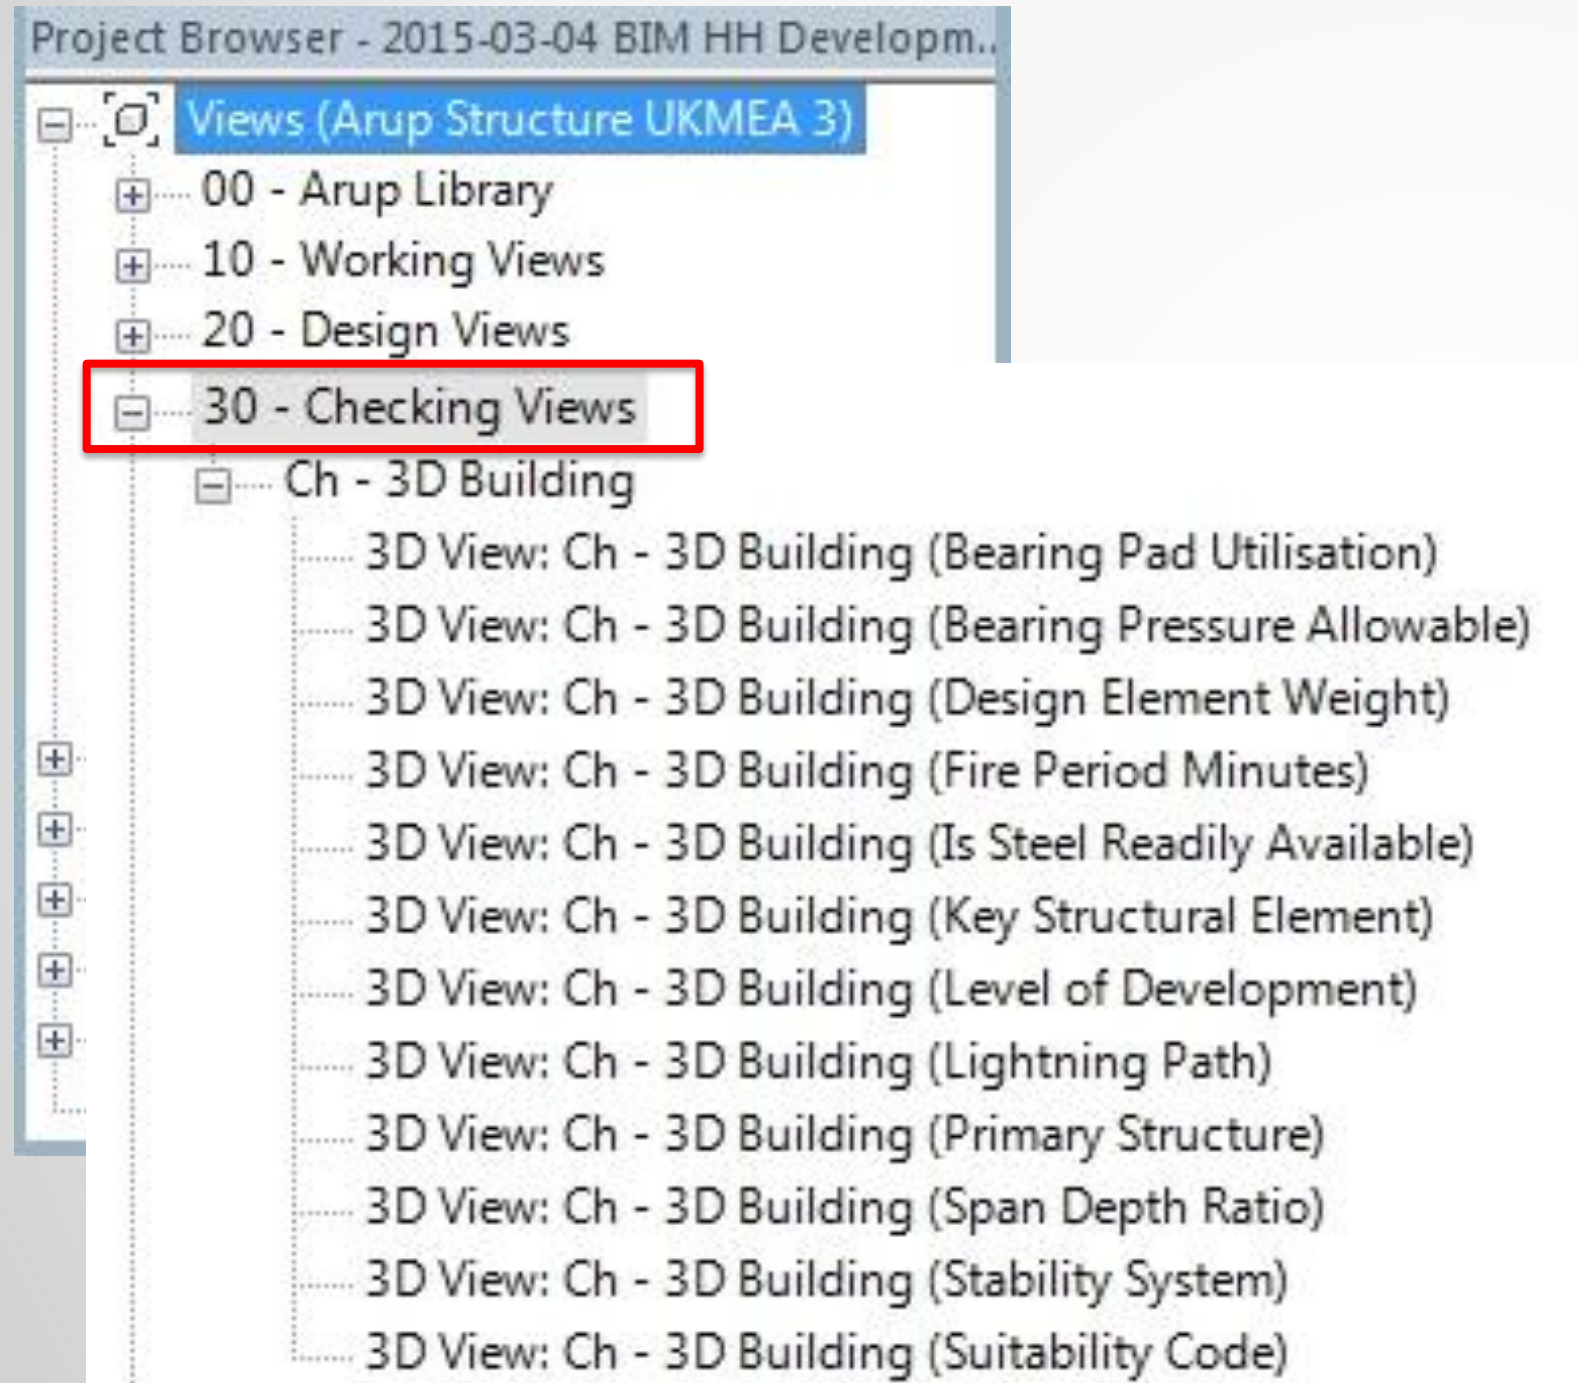 Project Browser - 2015-03-04 BIM HH Developm..
Views (Arup Structure UKMEA 3)
00 - Arup Library
10 - Working Views
20 - Design Views
30 - Checking Views
Ch - 3D Building
3D View: Ch - 3D Building (Bearing Pad Utilisation)
3D View: Ch - 3D Building (Bearing Pressure Allowable)
3D View: Ch - 3D Building (Design Element Weight)
3D View: Ch - 3D Building (Fire Period Minutes)
3D View: Ch - 3D Building (Is Steel Readily Available)
3D View: Ch - 3D Building (Key Structural Element)
3D View: Ch - 3D Building (Level of Development)
3D View: Ch - 3D Building (Lightning Path)
3D View: Ch - 3D Building (Primary Structure)
3D View: Ch - 3D Building (Span Depth Ratio)
3D View: Ch - 3D Building (Stability System)
3D View: Ch - 3D Building (Suitability Code)